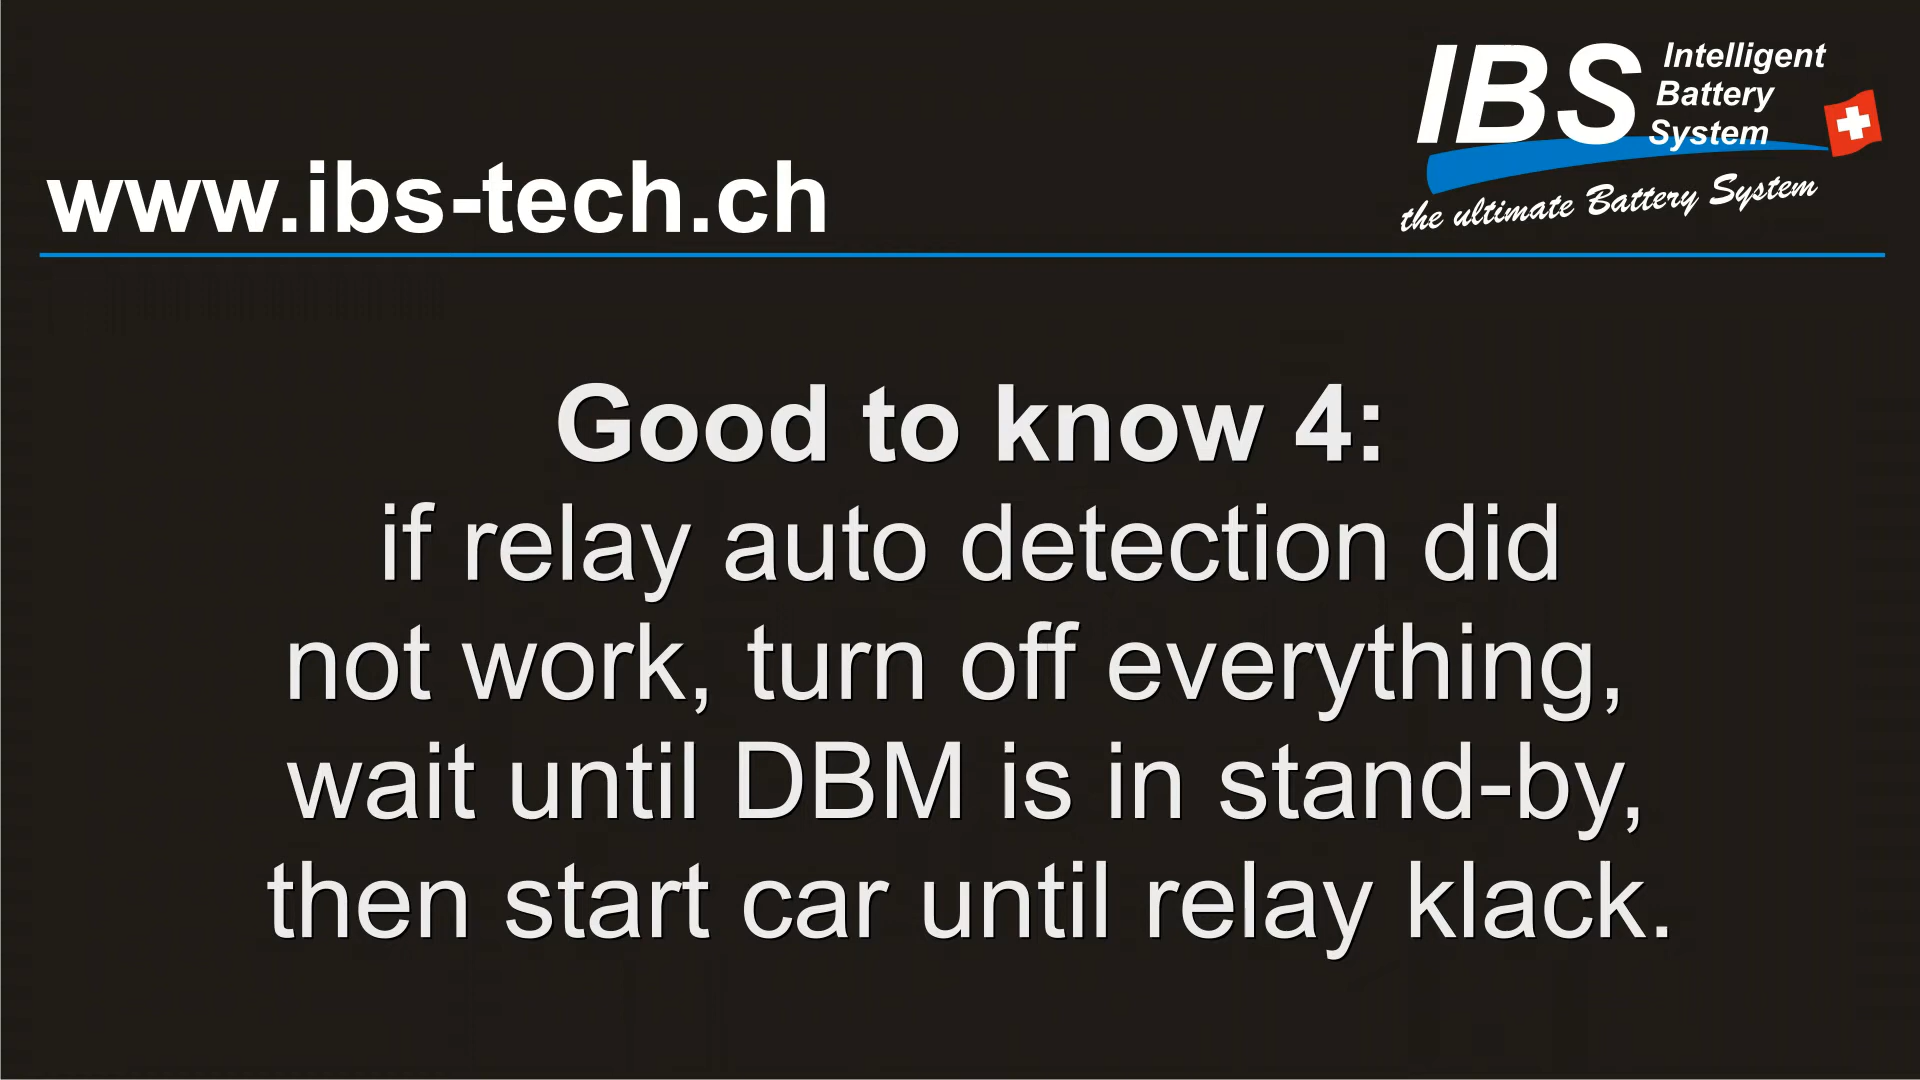 IBS Intelligent
Battery
System
the ultimate Battery System
www.ibs-tech.ch
Good to know 4:
if relay auto detection did
not work, turn off everything,
wait until DBM is in stand-by,
then start car until relay klack.